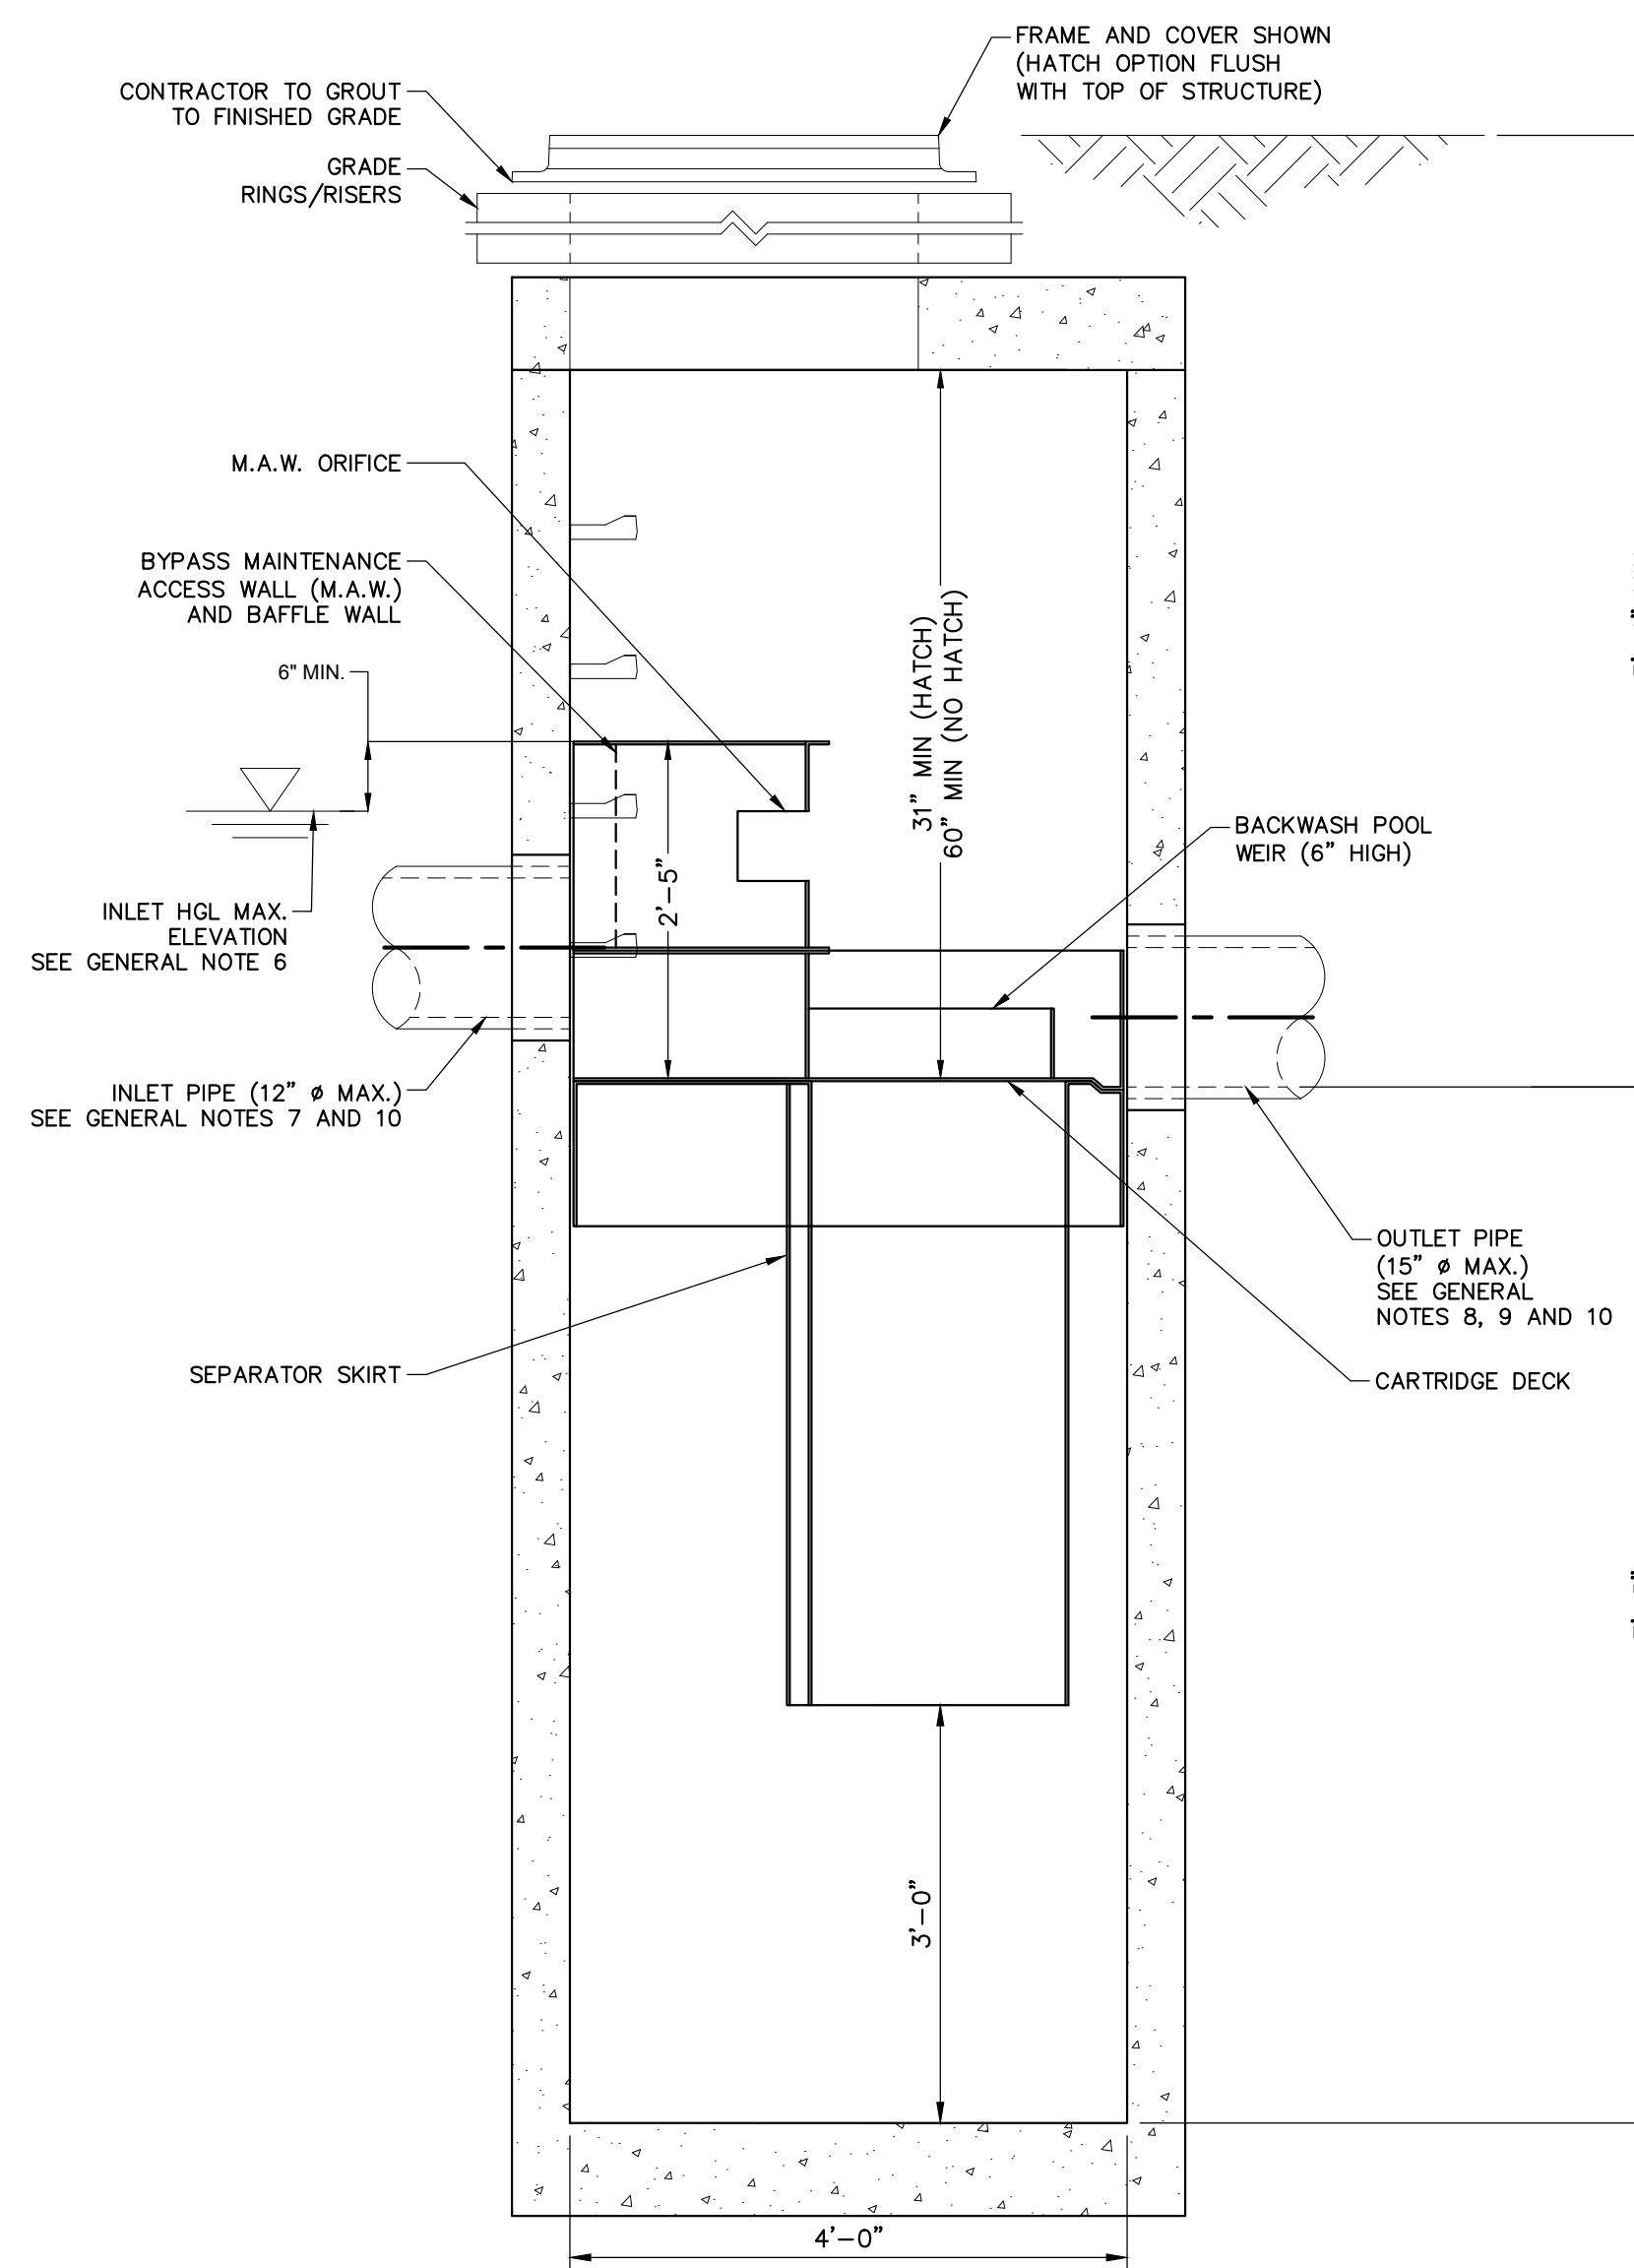 FRAME AND COVER SHOWN
(HATCH OPTION FLUSH
WITH TOP OF STRUCTURE)
CONTRACTOR TO GROUT
TO FINISHED GRADE
GRADE
RINGS/RISERS
M.A.W. ORIFICE
BYPASS MAINTENANCE
ACCESS WALL (M.A.W.)
AND BAFFLE WALL
6" MIN.
31" MIN (HATCH)
60" MIN (NO HATCH)
2'-5"
BACKWASH POOL
WEIR (6" HIGH)
INLET HGL MAX.
ELEVATION
SEE GENERAL NOTE 6
INLET PIPE (12" ø MAX.)
SEE GENERAL NOTES 7 AND 10
OUTLET PIPE
(15" ø MAX.)
SEE GENERAL
NOTES 8, 9 AND 10
SEPARATOR SKIRT
CARTRIDGE DECK
3'-0"
4'-0"